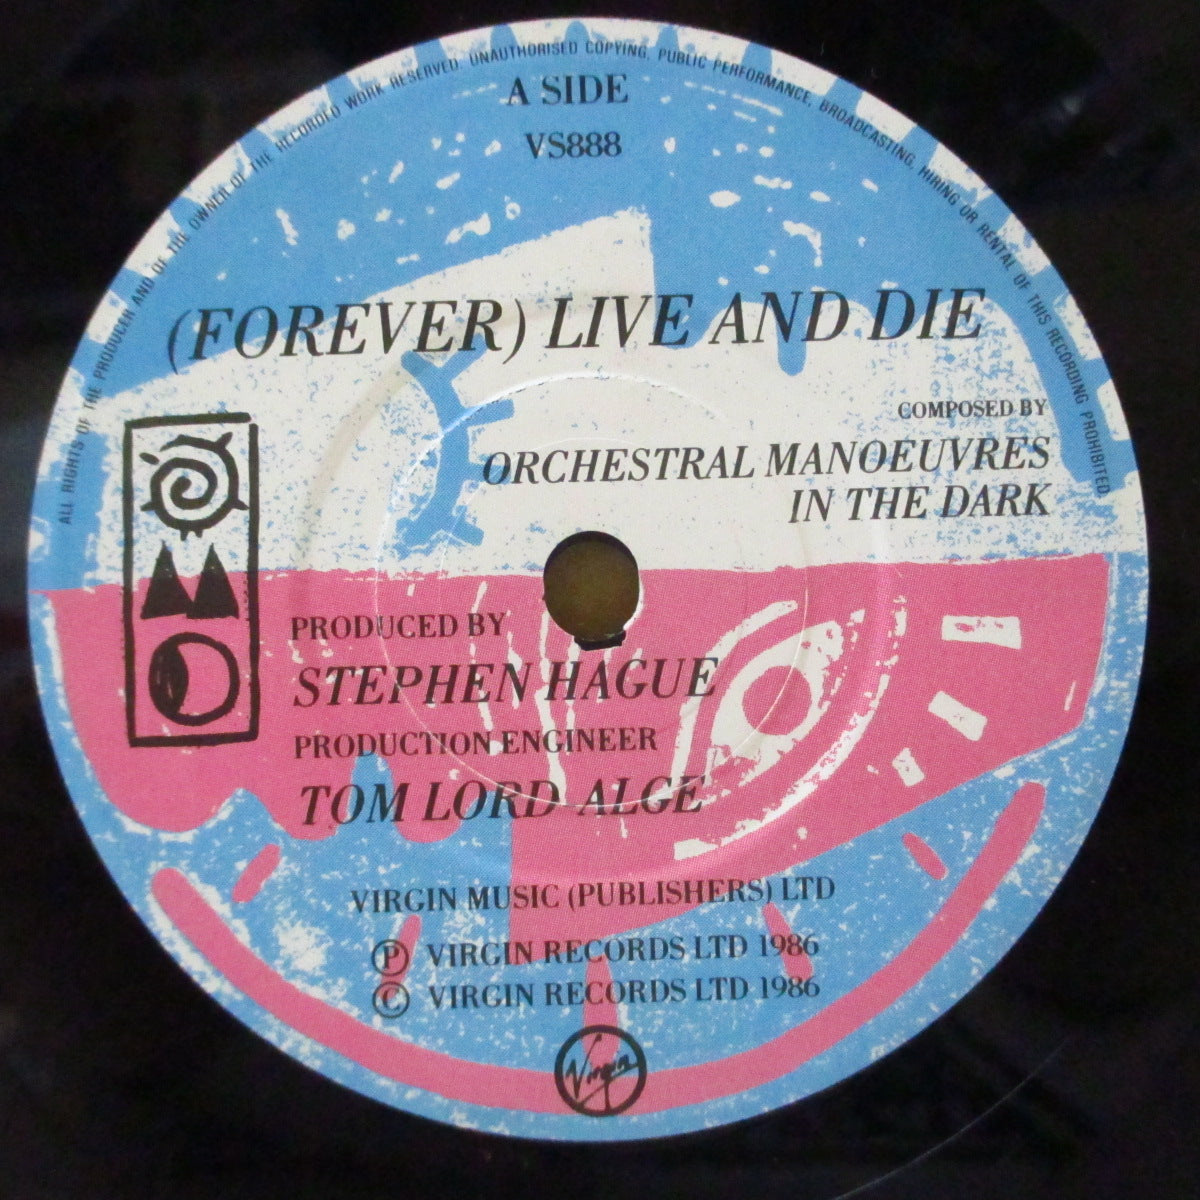 ALL RIGHTS OF THE PRODUCER AND OF THE OWNER OF THE RECORDED WORK RESERVED. UNAUTHORISED COPYING, PUBLIC PERFORMANCE, BROADCASTING, HIRING OR RENTAL OF THIS RECORDING PROHIBITED.
A SIDE
VS888
(FOREVER) LIVE AND DIE
COMPOSED BY
ORCHESTRAL MANOEUVRES
IN THE DARK
PRODUCED BY
STEPHEN HAGUE
PRODUCTION ENGINEER
TOM LORD ALGE
VIRGIN MUSIC (PUBLISHERS) LTD
Ⓟ VIRGIN RECORDS LTD 1986
© VIRGIN RECORDS LTD 1986
Virgin